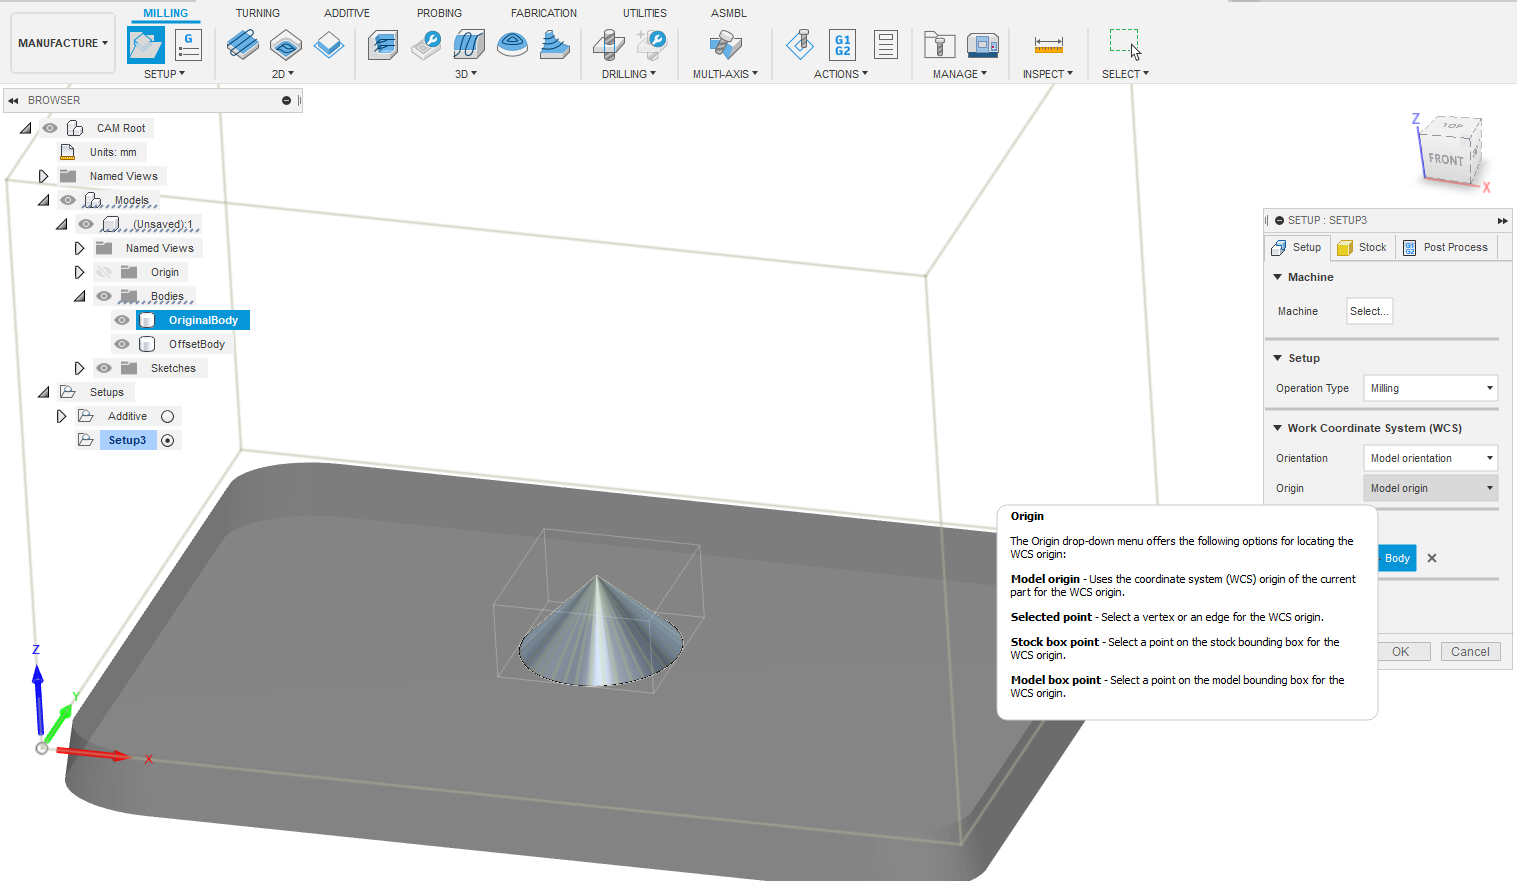 MILLING TURNING ADDITIVE PROBING FABRICATION UTILITIES ASMBL
MANUFACTURE
G
G1
G2
SETUP 2D 3D DRILLING MULTI-AXIS ACTIONS MANAGE INSPECT SELECT
BROWSER
CAM Root
Units: mm
Named Views
Models
(Unsaved):1
Named Views
Origin
Bodies
OriginalBody
OffsetBody
Sketches
Setups
Additive
Setup3
Z
TOP
FRONT
X
SETUP : SETUP3
Setup Stock G1 G2 Post Process
Machine
Machine Select...
Setup
Operation Type Milling
Work Coordinate System (WCS)
Orientation Model orientation
Origin Model origin
Body
OK Cancel
Origin
The Origin drop-down menu offers the following options for locating the
WCS origin:
Model origin - Uses the coordinate system (WCS) origin of the current
part for the WCS origin.
Selected point - Select a vertex or an edge for the WCS origin.
Stock box point - Select a point on the stock bounding box for the
WCS origin.
Model box point - Select a point on the model bounding box for the
WCS origin.
Z
Y
X